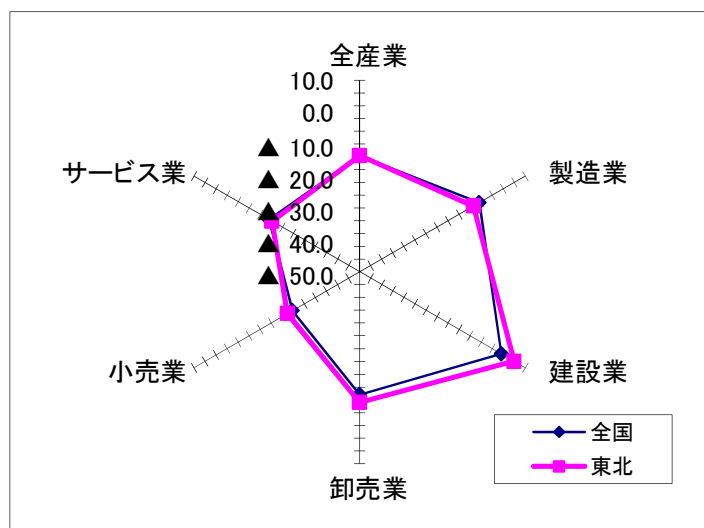 全産業
10.0
0.0
▲ 10.0
▲ 20.0
▲ 30.0
▲ 40.0
▲ 50.0
製造業
建設業
卸売業
小売業
サービス業
全国
東北